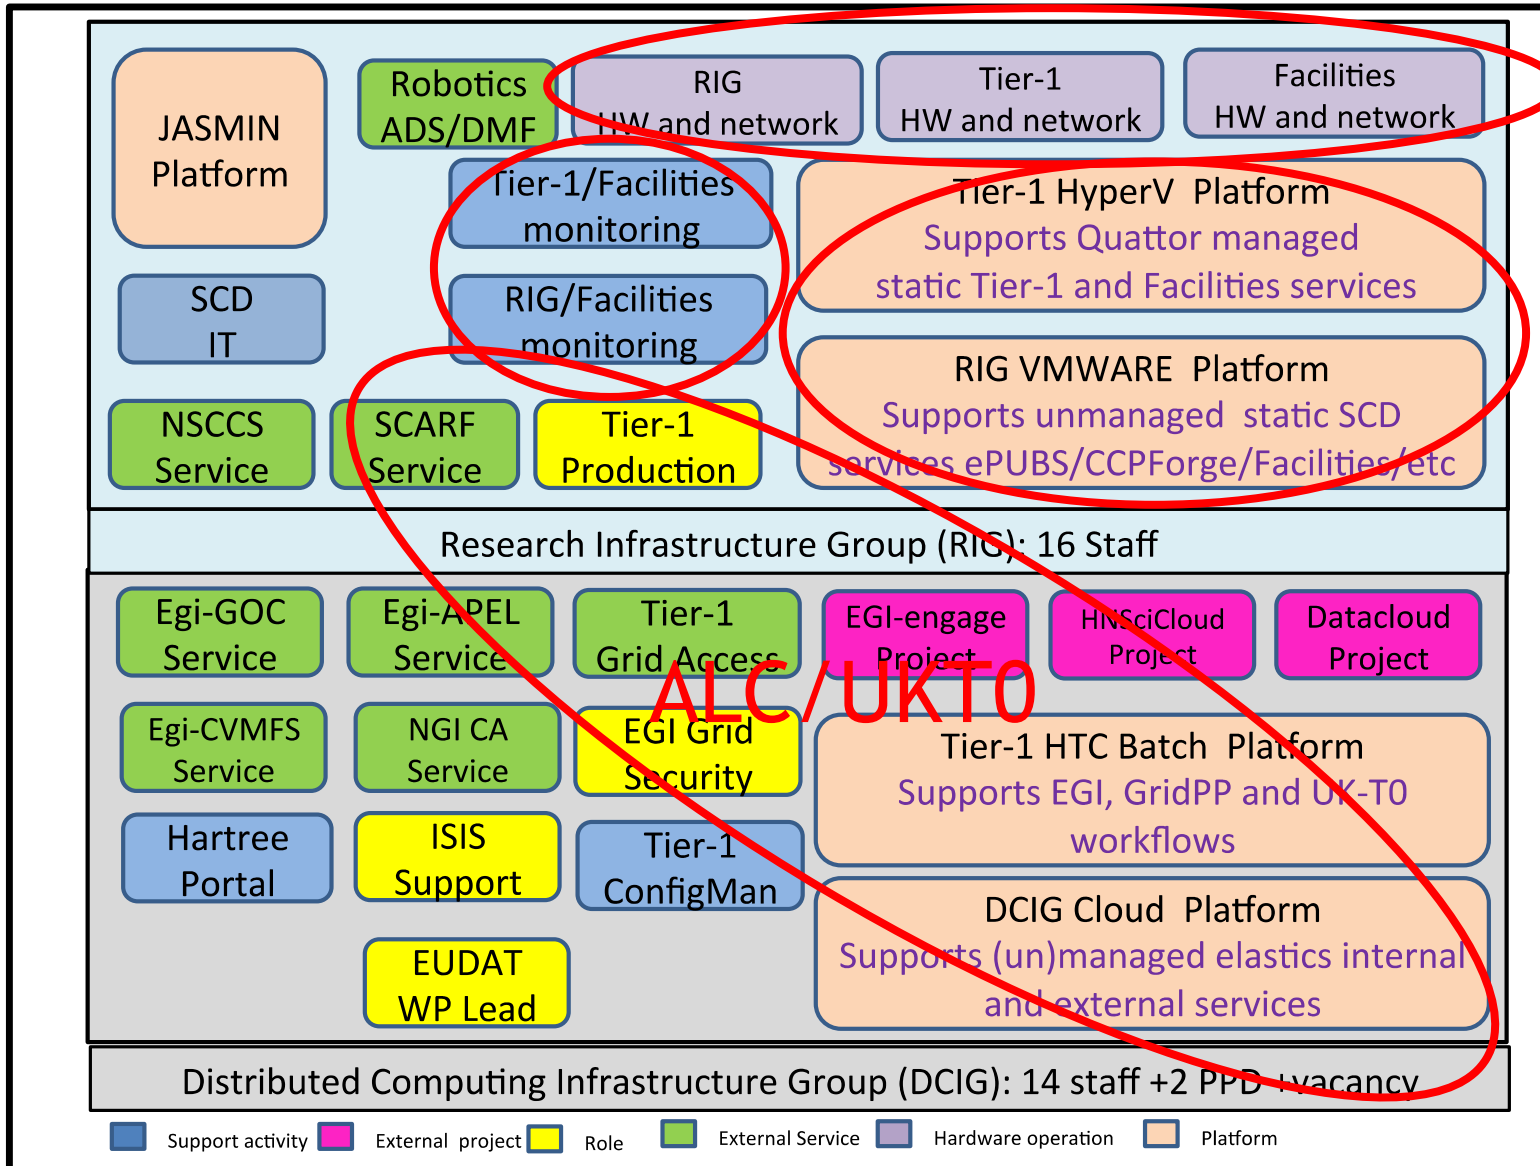 JASMIN
Platform
Robotics
ADS/DMF
RIG
HW and network
Tier-1
HW and network
Facilities
HW and network
Tier-1/Facilities
monitoring
Tier-1 HyperV Platform
Supports Quattor managed
static Tier-1 and Facilities services
SCD
IT
RIG/Facilities
monitoring
RIG VMWARE Platform
Supports unmanaged static SCD
services ePUBS/CCPForge/Facilities/etc
NSCCS
Service
SCARF
Service
Tier-1
Production
Research Infrastructure Group (RIG): 16 Staff
Egi-GOC
Service
Egi-APEL
Service
Tier-1
Grid Access
EGI-engage
Project
HNSciCloud
Project
Datacloud
Project
ALC/UKT0
Egi-CVMFS
Service
NGI CA
Service
EGI Grid
Security
Tier-1 HTC Batch Platform
Supports EGI, GridPP and UK-T0
workflows
Hartree
Portal
ISIS
Support
Tier-1
ConfigMan
DCIG Cloud Platform
Supports (un)managed elastics internal
and external services
EUDAT
WP Lead
Distributed Computing Infrastructure Group (DCIG): 14 staff +2 PPD +vacancy
Support activity
External project
Role
External Service
Hardware operation
Platform